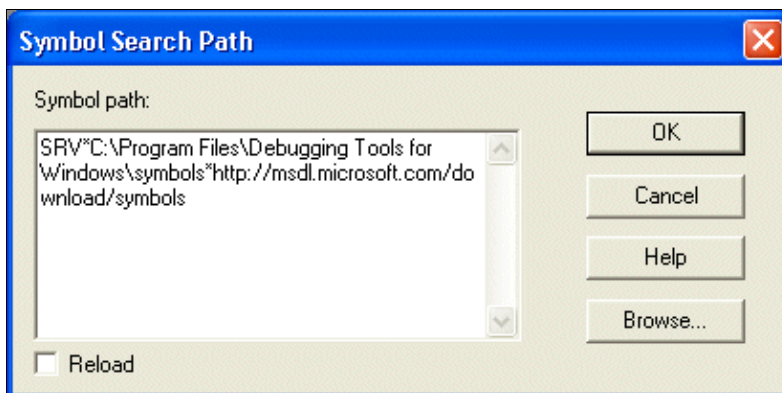 Symbol Search Path
Symbol path:
SRV*C:\Program Files\Debugging Tools for
Windows\symbols*http://msdl.microsoft.com/do
wnload/symbols
OK
Cancel
Help
Browse...
Reload